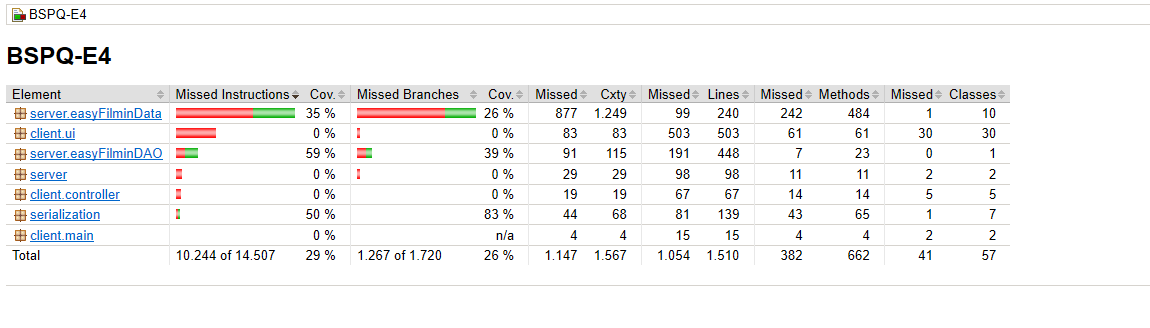 BSPQ-E4
BSPQ-E4
Element Missed Instructions Cov. Missed Branches Cov. Missed Cxty Missed Lines Missed Methods Missed Classes
server.easyFilminData 35 % 26 % 877 1.249 99 240 242 484 1 10
client.ui 0 % 0 % 83 83 503 503 61 61 30 30
server.easyFilminDAO 59 % 39 % 91 115 191 448 7 23 0 1
server 0 % 0 % 29 29 98 98 11 11 2 2
client.controller 0 % 0 % 19 19 67 67 14 14 5 5
serialization 50 % 83 % 44 68 81 139 43 65 1 7
client.main 0 % n/a 4 4 15 15 4 4 2 2
Total 10.244 of 14.507 29 % 1.267 of 1.720 26 % 1.147 1.567 1.054 1.510 382 662 41 57